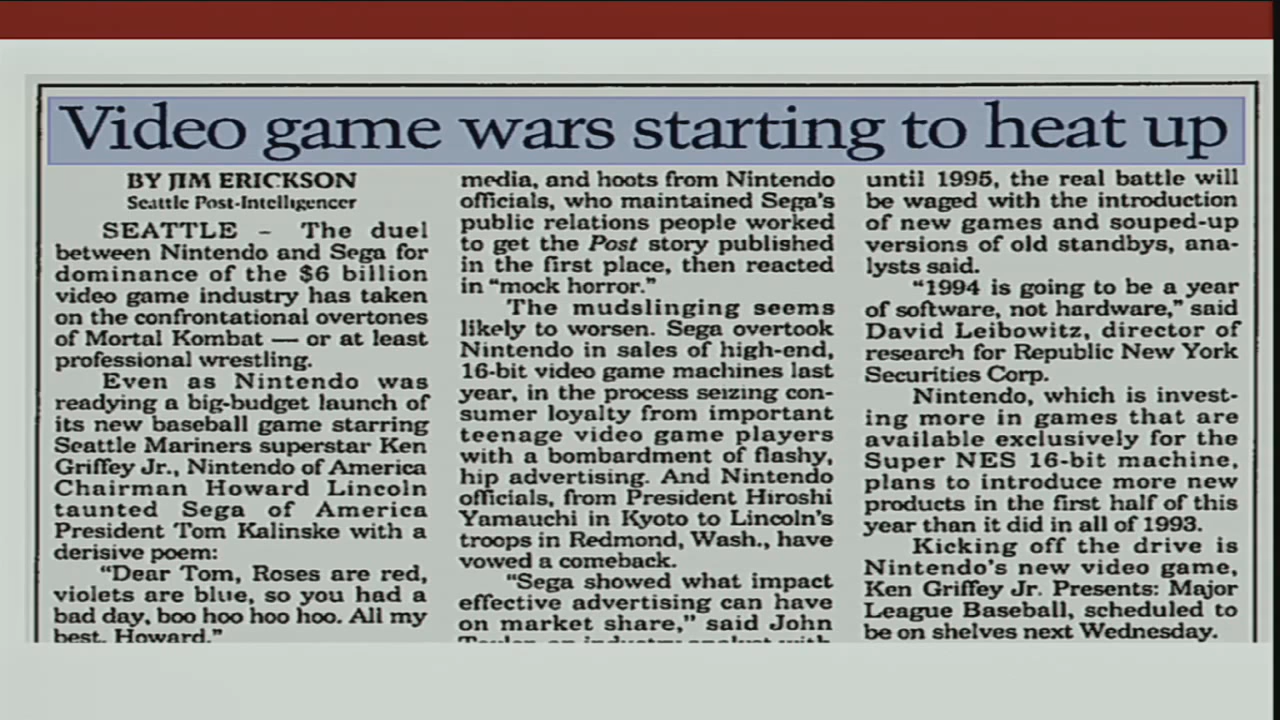 Video game wars starting to heat up
BY JIM ERICKSON
Seattle Post-Intelligencer
SEATTLE – The duel
between Nintendo and Sega for
dominance of the $6 billion
video game industry has taken
on the confrontational overtones
of Mortal Kombat — or at least
professional wrestling.
Even as Nintendo was
readying a big-budget launch of
its new baseball game starring
Seattle Mariners superstar Ken
Griffey Jr., Nintendo of America
Chairman Howard Lincoln
taunted Sega of America
President Tom Kalinske with a
derisive poem:
“Dear Tom, Roses are red,
violets are blue, so you had a
bad day, boo hoo hoo hoo. All my
best, Howard.”
media, and hoots from Nintendo
officials, who maintained Sega's
public relations people worked
to get the Post story published
in the first place, then reacted
in “mock horror.”
The mudslinging seems
likely to worsen. Sega overtook
Nintendo in sales of high-end,
16-bit video game machines last
year, in the process seizing con-
sumer loyalty from important
teenage video game players
with a bombardment of flashy,
hip advertising. And Nintendo
officials, from President Hiroshi
Yamauchi in Kyoto to Lincoln's
troops in Redmond, Wash., have
vowed a comeback.
“Sega showed what impact
effective advertising can have
on market share,” said John
until 1995, the real battle will
be waged with the introduction
of new games and souped-up
versions of old standbys, ana-
lysts said.
“1994 is going to be a year
of software, not hardware,” said
David Leibowitz, director of
research for Republic New York
Securities Corp.
Nintendo, which is invest-
ing more in games that are
available exclusively for the
Super NES 16-bit machine,
plans to introduce more new
products in the first half of this
year than it did in all of 1993.
Kicking off the drive is
Nintendo's new video game,
Ken Griffey Jr. Presents: Major
League Baseball, scheduled to
be on shelves next Wednesday.